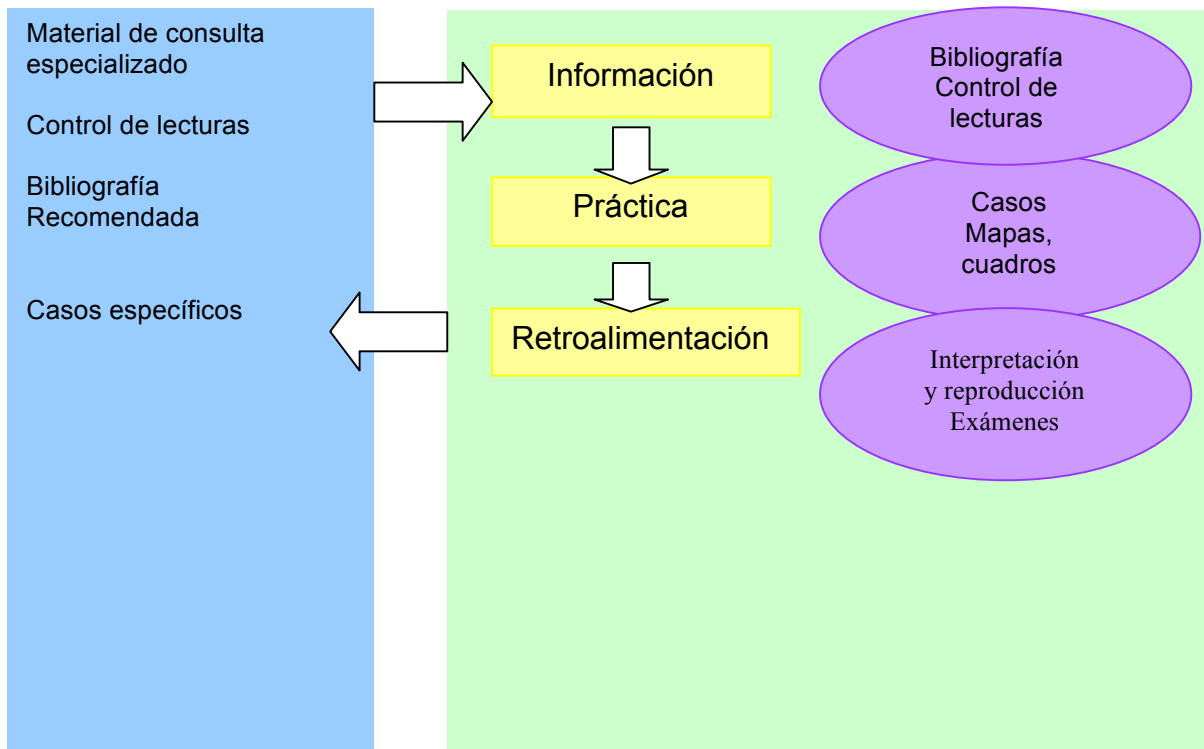 Material de consulta
especializado
Control de lecturas
Bibliografía
Recomendada
Casos específicos
Información
Práctica
Retroalimentación
Bibliografía
Control de
lecturas
Casos
Mapas,
cuadros
Interpretación
y reproducción
Exámenes